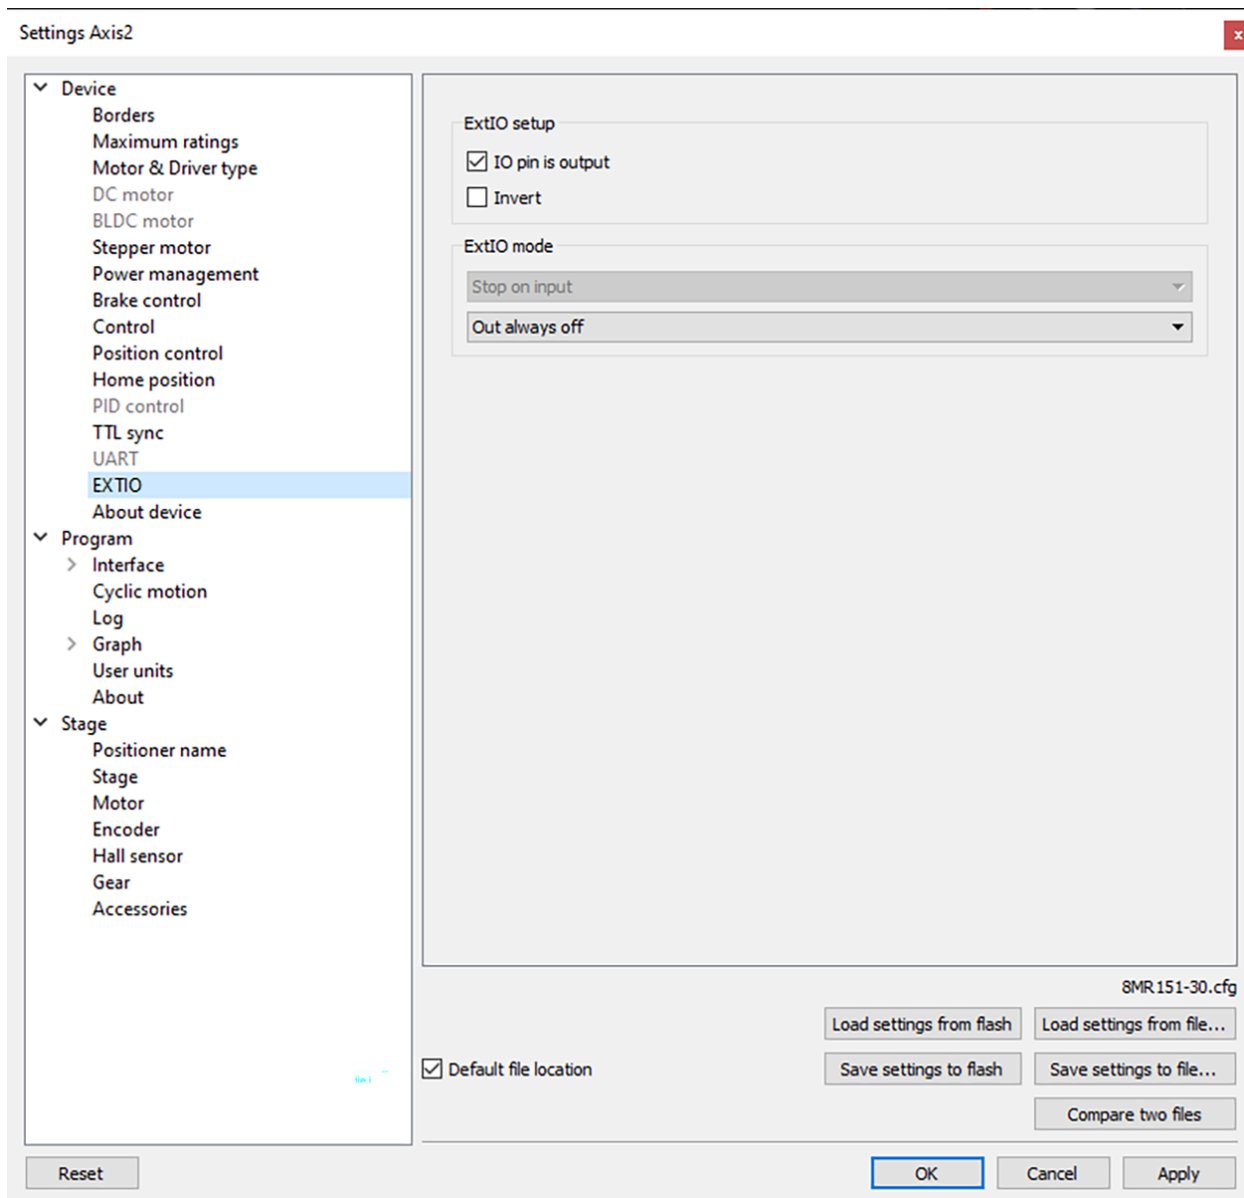 Settings Axis2
x
Device
Borders
Maximum ratings
Motor & Driver type
DC motor
BLDC motor
Stepper motor
Power management
Brake control
Control
Position control
Home position
PID control
TTL sync
UART
EXTIO
About device
Program
Interface
Cyclic motion
Log
Graph
User units
About
Stage
Positioner name
Stage
Motor
Encoder
Hall sensor
Gear
Accessories
ExtIO setup
IO pin is output
Invert
ExtIO mode
Stop on input
Out always off
8MR151-30.cfg
Load settings from flash
Load settings from file...
Default file location
Save settings to flash
Save settings to file...
Compare two files
Reset
OK
Cancel
Apply